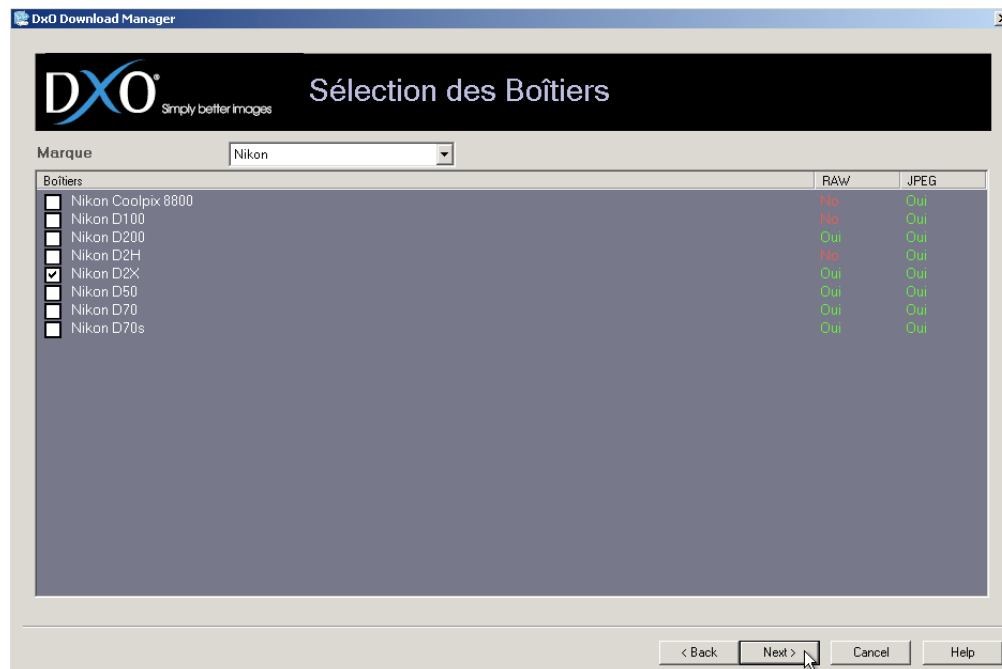 DxO Download Manager
DXO® Simply better images
Sélection des Boîtiers
Marque Nikon
Boîtiers RAW JPEG
Nikon Coolpix 8800 No Oui
Nikon D100 No Oui
Nikon D200 Oui Oui
Nikon D2H No Oui
Nikon D2X Oui Oui
Nikon D50 Oui Oui
Nikon D70 Oui Oui
Nikon D70s Oui Oui
< Back Next > Cancel Help